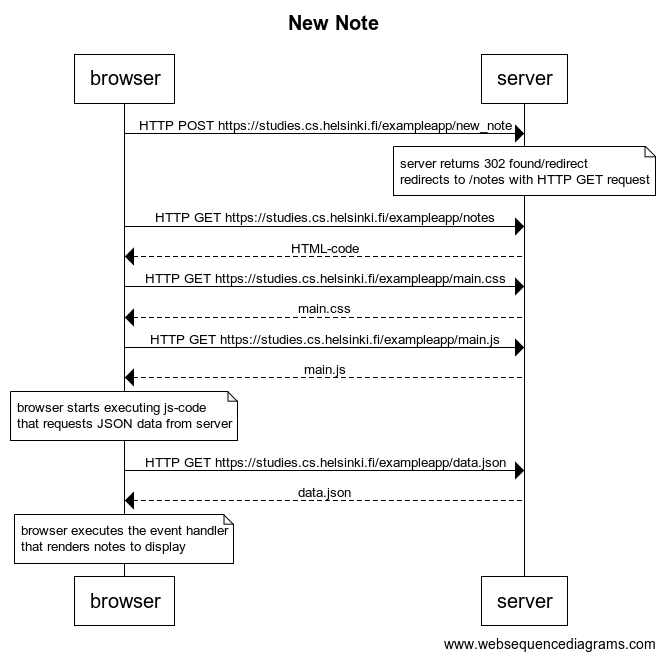 New Note
browser
server
HTTP POST https://studies.cs.helsinki.fi/exampleapp/new_note
server returns 302 found/redirect
redirects to /notes with HTTP GET request
HTTP GET https://studies.cs.helsinki.fi/exampleapp/notes
HTML-code
HTTP GET https://studies.cs.helsinki.fi/exampleapp/main.css
main.css
HTTP GET https://studies.cs.helsinki.fi/exampleapp/main.js
main.js
browser starts executing js-code
that requests JSON data from server
HTTP GET https://studies.cs.helsinki.fi/exampleapp/data.json
data.json
browser executes the event handler
that renders notes to display
browser
server
www.websequencediagrams.com